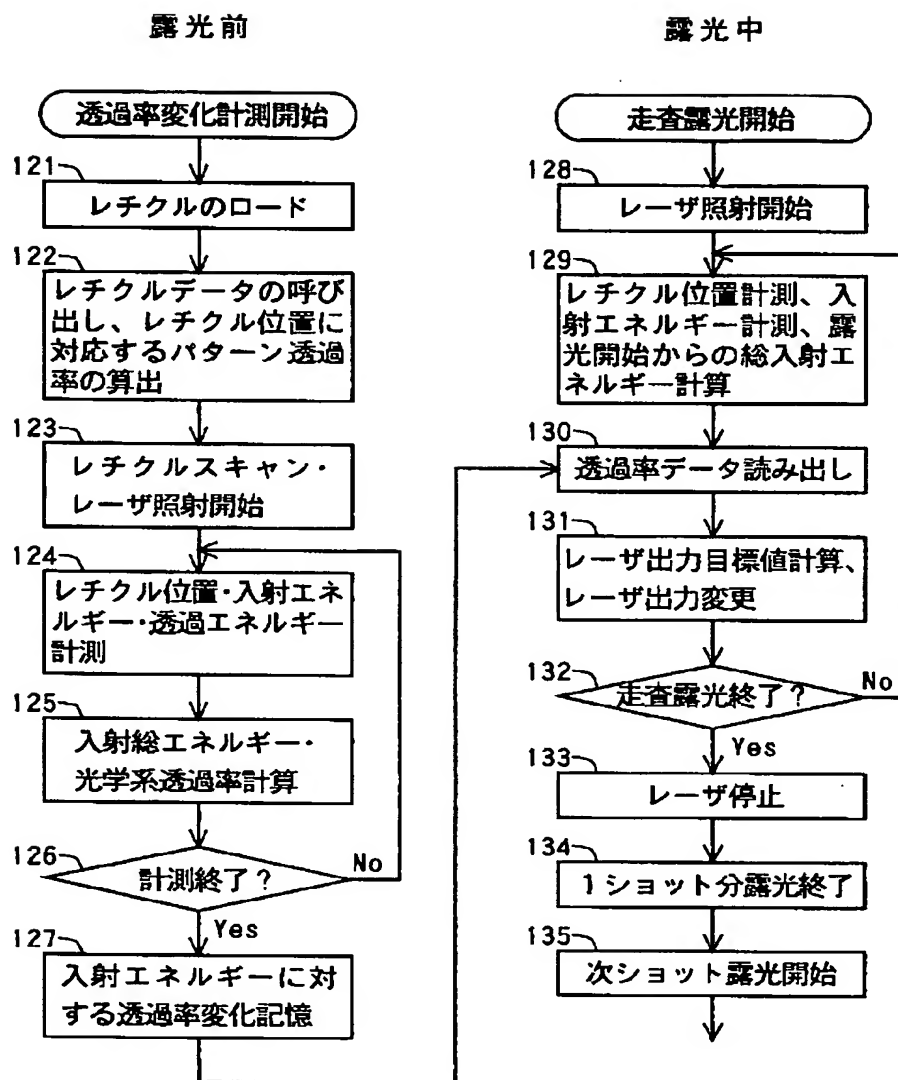 露光前
透過率変化計測開始
121
レチクルのロード
122
レチクルデータの呼び
出し、レチクル位置に
対応するパターン透過
率の算出
123
レチクルスキャン・
レーザ照射開始
124
レチクル位置・入射エネ
ルギー・透過エネルギー
計測
125
入射総エネルギー・
光学系透過率計算
126
計測終了？
No
Yes
127
入射エネルギーに対
する透過率変化記憶
露光中
走査露光開始
128
レーザ照射開始
129
レチクル位置計測、入
射エネルギー計測、露
光開始からの総入射エ
ネルギー計算
130
透過率データ読み出し
131
レーザ出力目標値計算、
レーザ出力変更
132
走査露光終了？
No
Yes
133
レーザ停止
134
1ショット分露光終了
135
次ショット露光開始